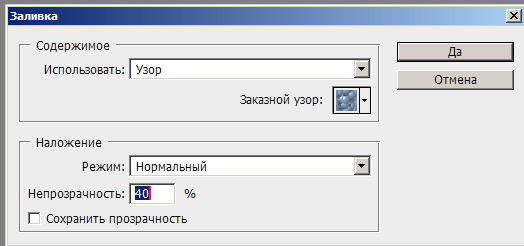 Заливка
Содержимое
Да
Использовать: Узор
Отмена
Заказной узор:
Наложение
Режим: Нормальный
Непрозрачность: 40 %
Сохранить прозрачность